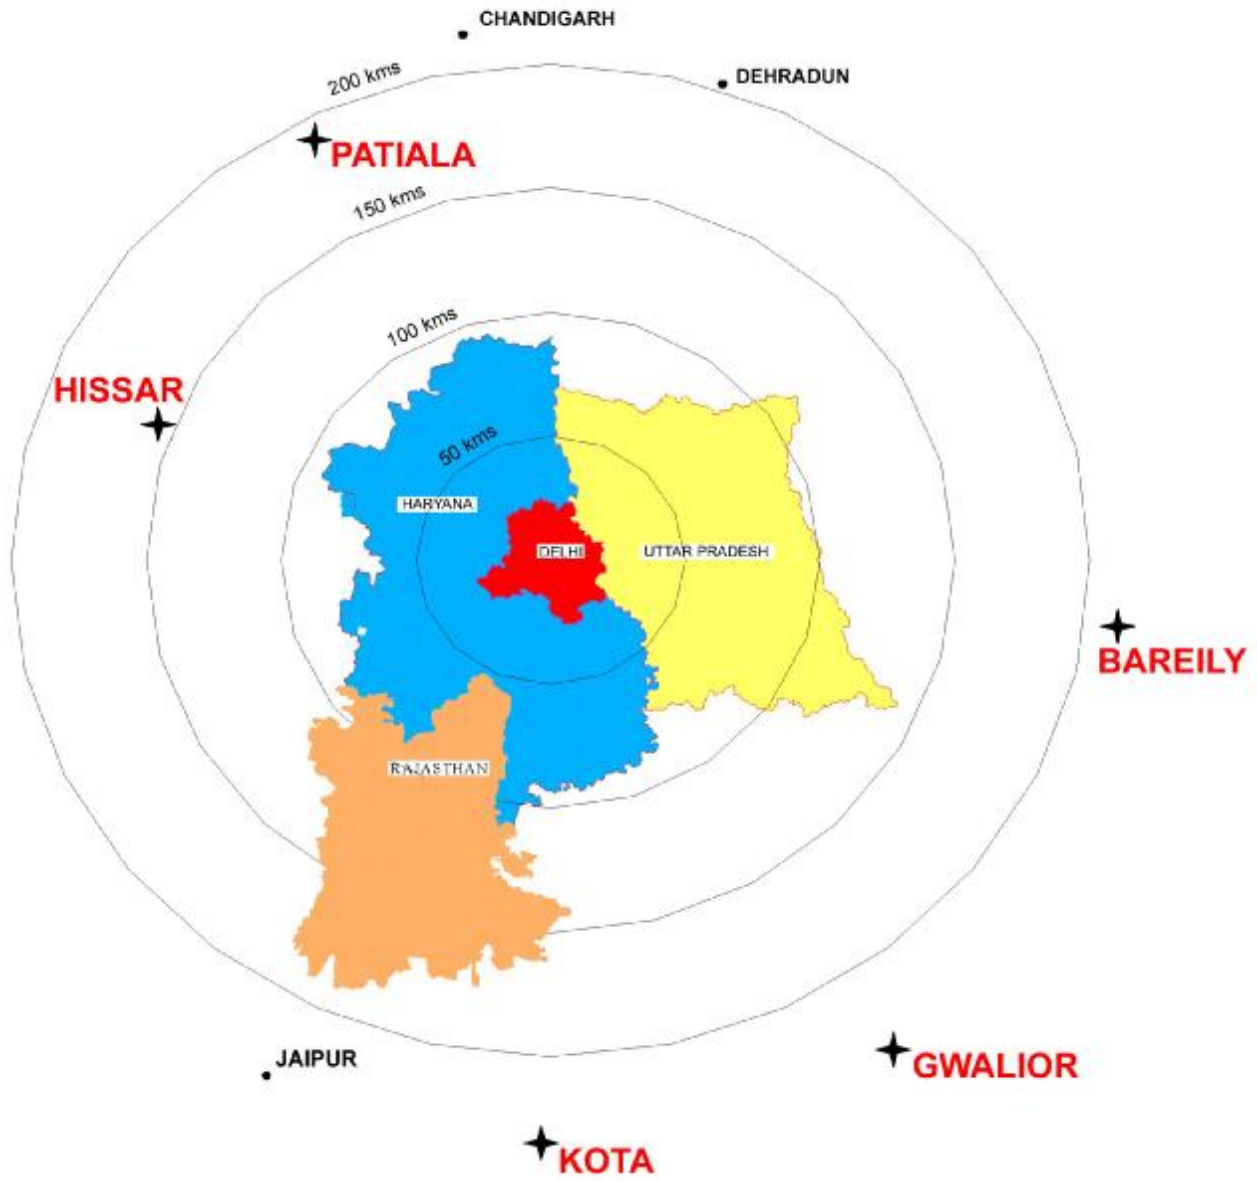 CHANDIGARH
DEHRADUN
200 kms
PATIALA
150 kms
100 kms
HISSAR
50 kms
HARYANA
DELHI
UTTAR PRADESH
BAREILY
RAJASTHAN
JAIPUR
GWALIOR
KOTA